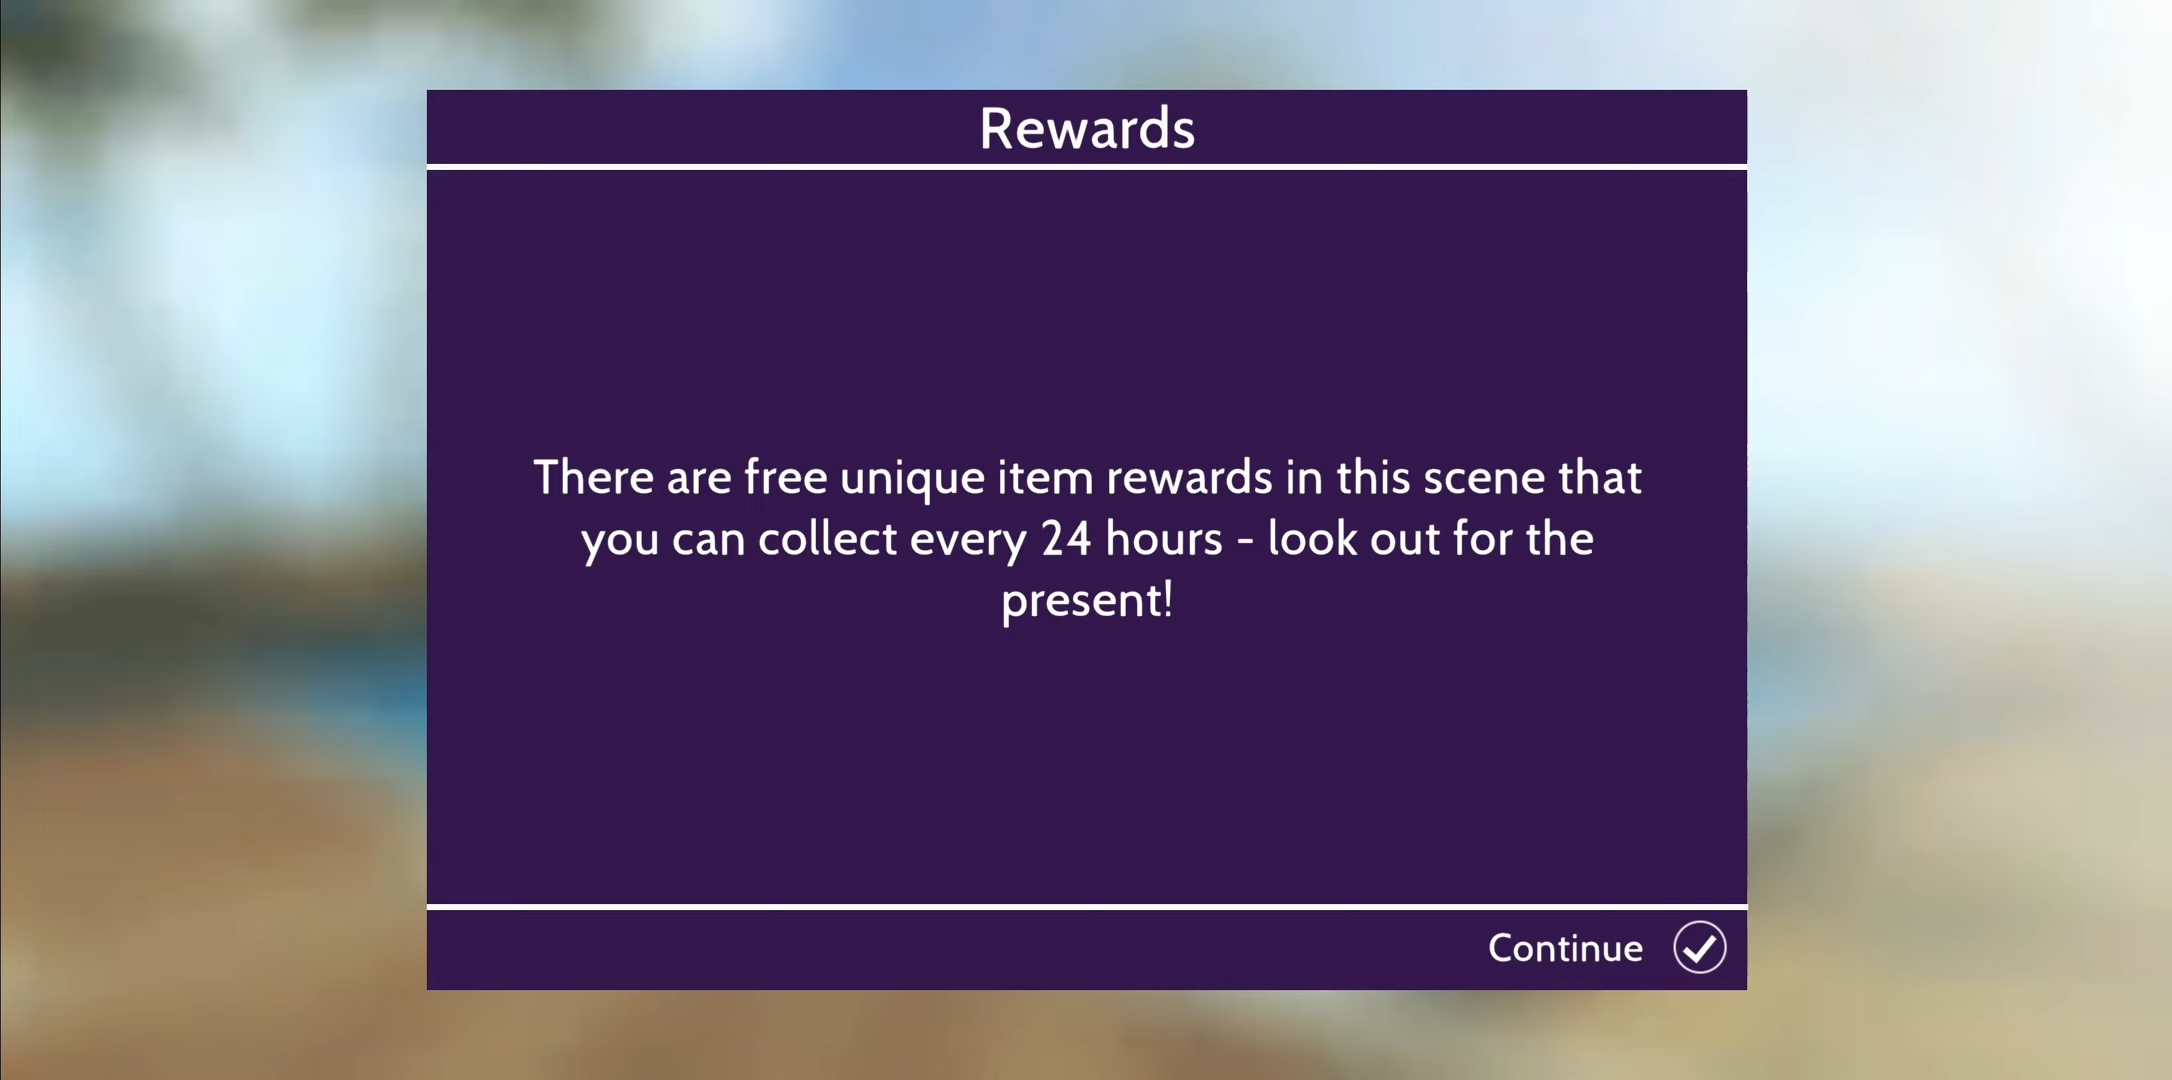 Rewards
There are free unique item rewards in this scene that
you can collect every 24 hours - look out for the
present!
Continue